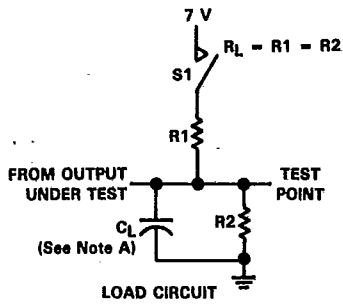 7 V
S1
RL = R1 = R2
R1
FROM OUTPUT
UNDER TEST
TEST
POINT
CL
(See Note A)
R2
LOAD CIRCUIT